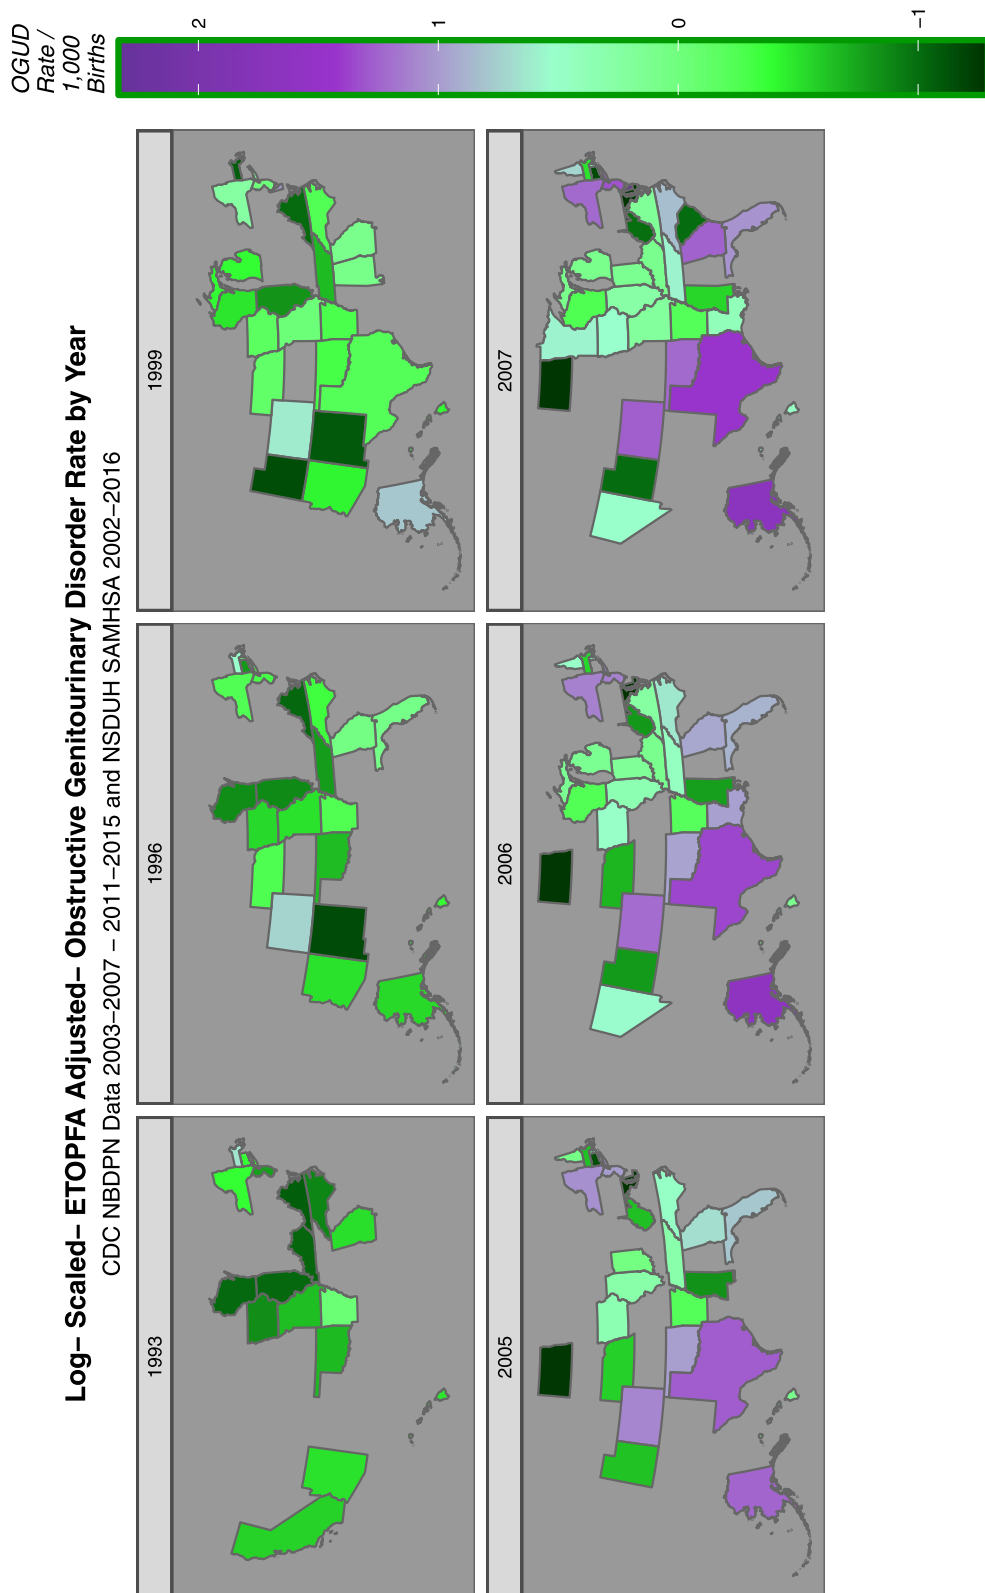 Log− Scaled− ETOPFA Adjusted− Obstructive Genitourinary Disorder Rate by Year
CDC NBDPN Data 2003−2007 − 2011−2015 and NSDUH SAMHSA 2002−2016
1993
1996
1999
2005
2006
2007
OGUD
Rate /
1,000
Births
2
1
0
−1